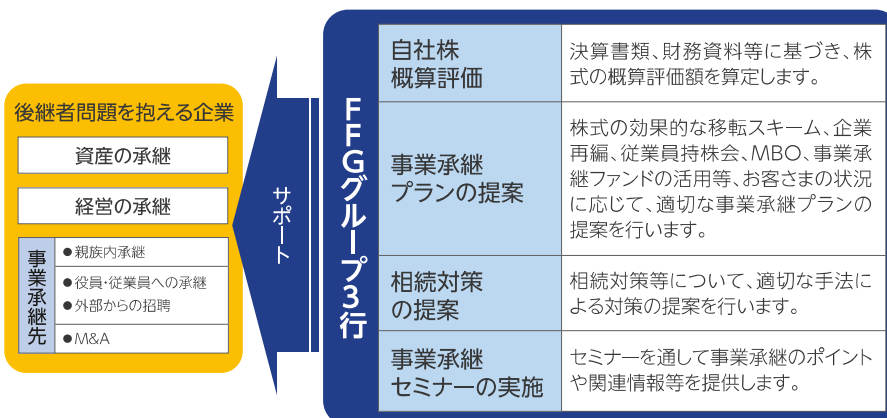 後継者問題を抱える企業
資産の承継
経営の承継
事業承継先
●親族内承継
●役員・従業員への承継
●外部からの招聘
●M&A
サポート
FFGグループ3行
自社株
概算評価
決算書類、財務資料等に基づき、株
式の概算評価額を算定します。
事業承継
プランの提案
株式の効果的な移転スキーム、企業
再編、従業員持株会、MBO、事業承
継ファンドの活用等、お客さまの状況
に応じて、適切な事業承継プランの
提案を行います。
相続対策
の提案
相続対策等について、適切な手法に
よる対策の提案を行います。
事業承継
セミナーの実施
セミナーを通して事業承継のポイント
や関連情報等を提供します。